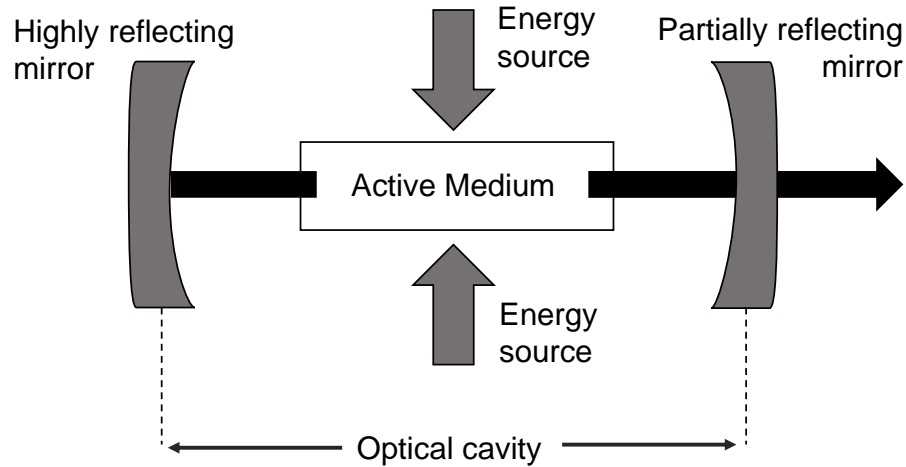 Highly reflecting
mirror
Energy
source
Partially reflecting
mirror
Active Medium
Energy
source
Optical cavity